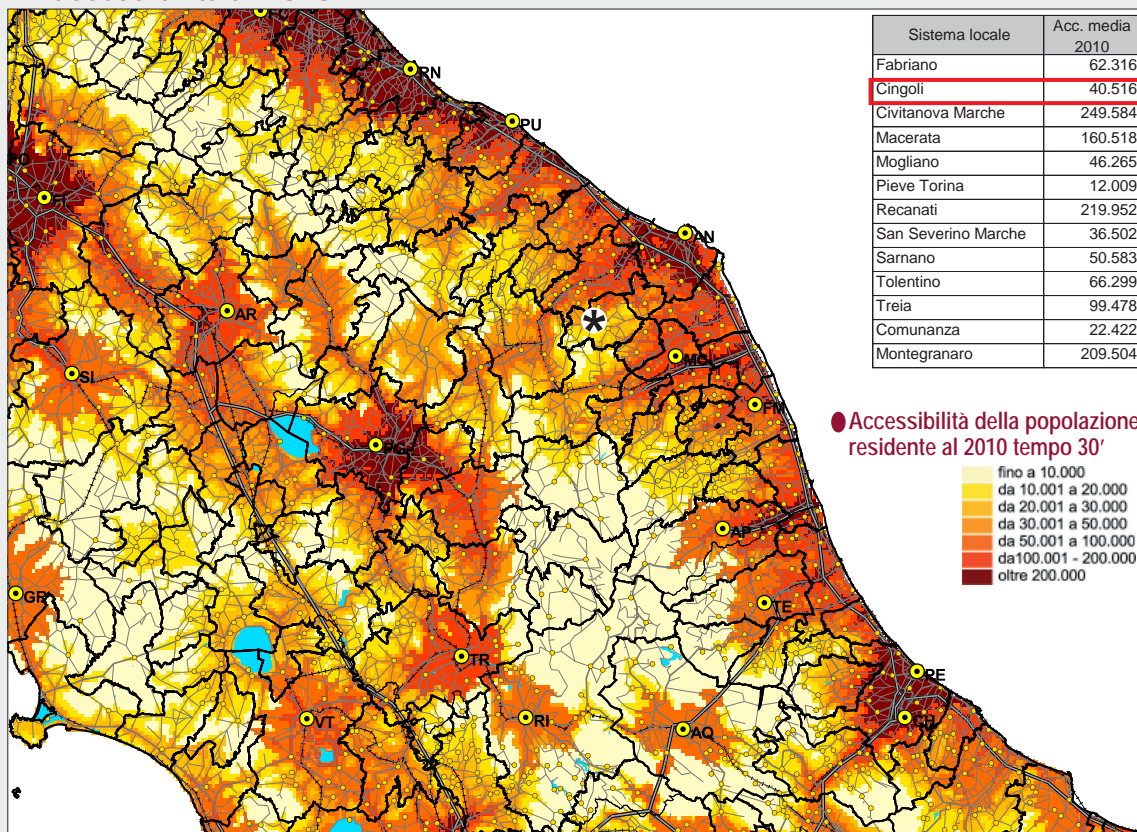 Sistema locale Acc. media 2010
Fabriano 62.316
Cingoli 40.516
Civitanova Marche 249.584
Macerata 160.518
Mogliano 46.265
Pieve Torina 12.009
Recanati 219.952
San Severino Marche 36.502
Sarnano 50.583
Tolentino 66.299
Treia 99.478
Comunanza 22.422
Montegranaro 209.504
Accessibilità della popolazione
residente al 2010 tempo 30'
fino a 10.000
da 10.001 a 20.000
da 20.001 a 30.000
da 30.001 a 50.000
da 50.001 a 100.000
da100.001 - 200.000
oltre 200.000
RN
PU
FI
AN
AR
*
MC
SI
FM
PG
AP
GR
TE
TR
PE
VT
RI
AQ
CH